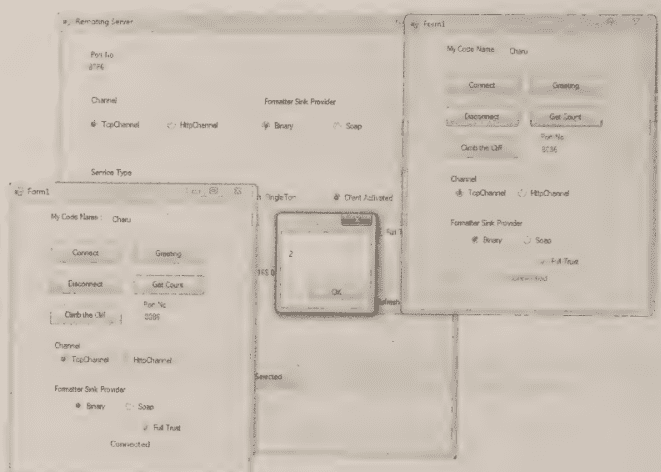 Remoting Server
Port No
8086
Channel
TcpChannel HttpChannel
Formatter Sink Provider
Binary Soap
Service Type
SingleTon Client Activated
Refresh
Selected
Form1
My Code Name : Charu
Connect Greeting
Disconnect Get Count
Climb the Cliff
Port No
8086
Channel
TcpChannel HttpChannel
Formatter Sink Provider
Binary Soap
Full Trust
Connected
2
OK
Form1
My Code Name : Charu
Connect Greeting
Disconnect Get Count
Climb the Cliff
Port No
8086
Channel
TcpChannel HttpChannel
Formatter Sink Provider
Binary Soap
Full Trust
Connected